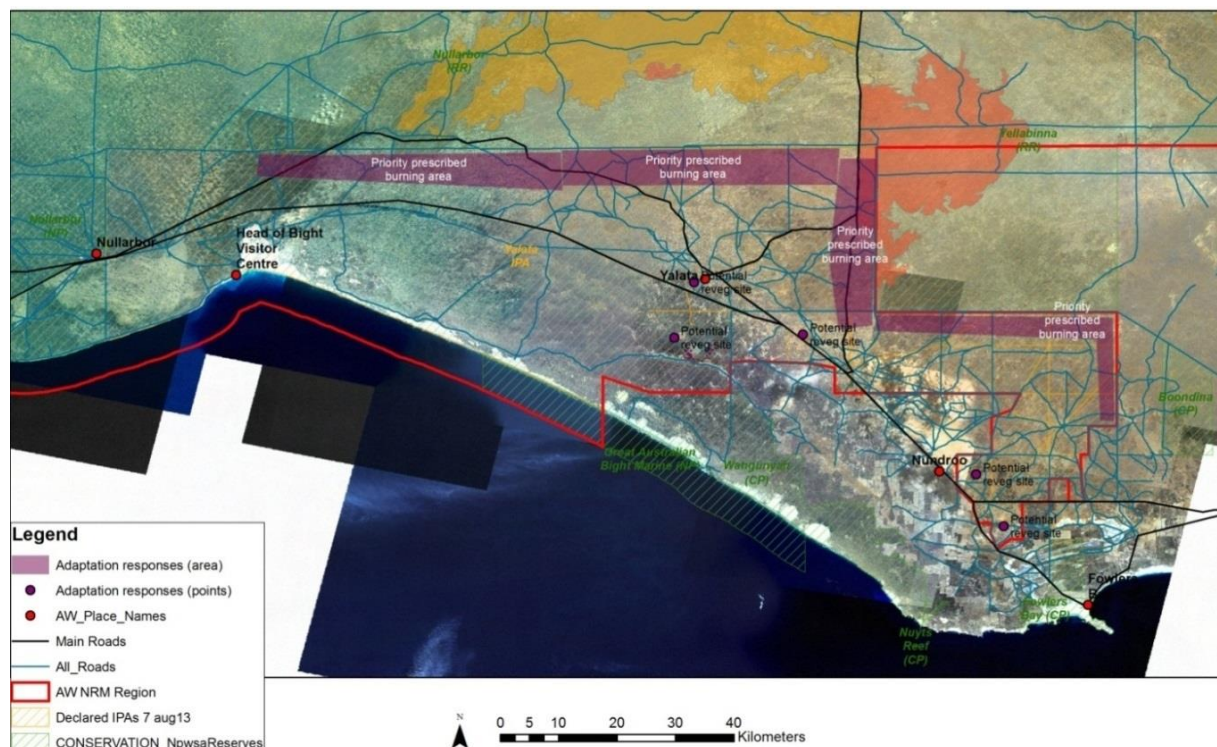 Nullarbor
(RR)
Yellabinna
(RR)
Priority prescribed
burning area
Priority prescribed
burning area
Nullarbor
(NP)
Nullarbor
Head of Bight
Visitor
Centre
Yalata
IPA
Priority prescribed
burning area
Yalata
Potential
reveg site
Potential
reveg site
Potential
reveg site
Priority prescribed
burning area
Boondina
(CP)
Great Australian
Bight Marine (NP)
Wahgunyah
(CP)
Nundroo
Potential
reveg site
Potential
reveg site
Fowlers
Fowlers
Bay (CP)
Nuyts
Reef
(CP)
Legend
Adaptation responses (area)
Adaptation responses (points)
AW_Place_Names
Main Roads
All_Roads
AW NRM Region
Declared IPAs 7 aug13
CONSERVATION_NpwsaReserves
N
0 5 10 20 30 40
Kilometers